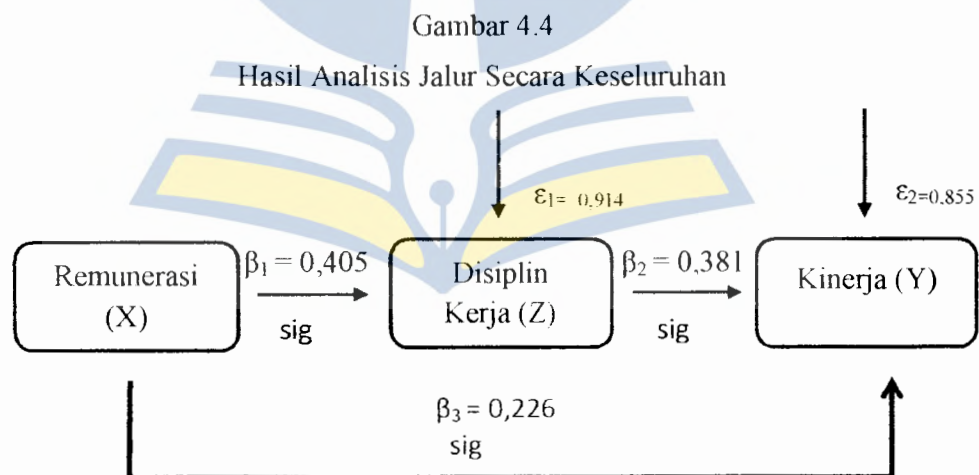 Gambar 4.4
Hasil Analisis Jalur Secara Keseluruhan
ε1= 0.914
ε2=0.855
Remunerasi
(X)
β1 = 0,405
sig
Disiplin
Kerja (Z)
β2 = 0,381
sig
Kinerja (Y)
β3 = 0,226
sig